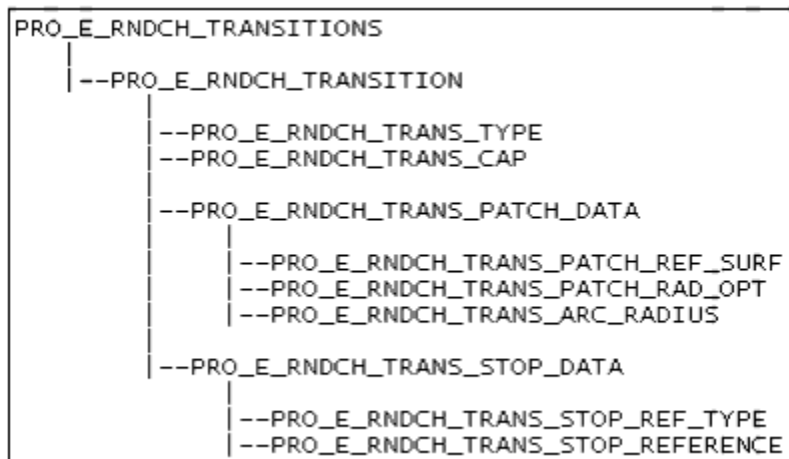 PRO_E_RNDCH_TRANSITIONS
|--PRO_E_RNDCH_TRANSITION
|--PRO_E_RNDCH_TRANS_TYPE
|--PRO_E_RNDCH_TRANS_CAP
|--PRO_E_RNDCH_TRANS_PATCH_DATA
|--PRO_E_RNDCH_TRANS_PATCH_REF_SURF
|--PRO_E_RNDCH_TRANS_PATCH_RAD_OPT
|--PRO_E_RNDCH_TRANS_ARC_RADIUS
|--PRO_E_RNDCH_TRANS_STOP_DATA
|--PRO_E_RNDCH_TRANS_STOP_REF_TYPE
|--PRO_E_RNDCH_TRANS_STOP_REFERENCE